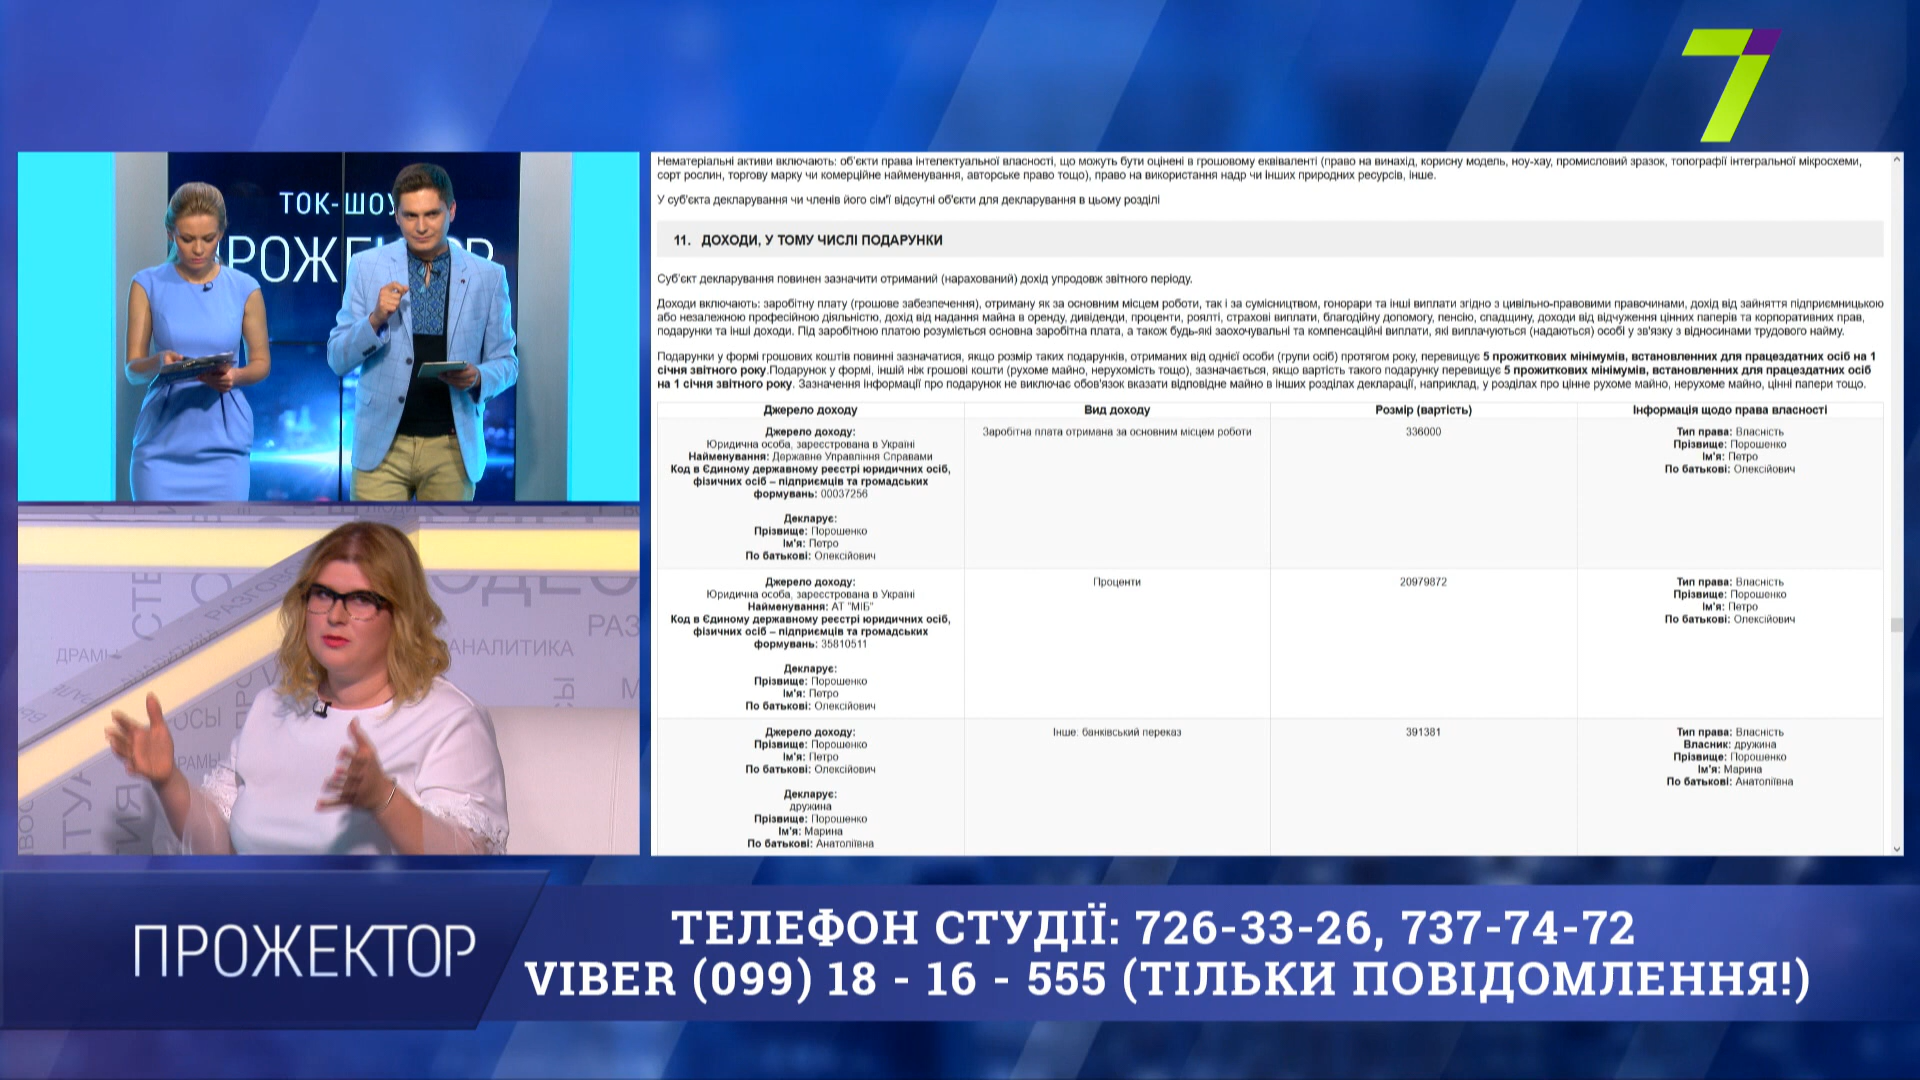 7
ТОК-ШОУ
РОЖЕКТОР
ДРАМЫ
АНАЛИТИКА
РАЗ
Нематеріальні активи включають: об'єкти права інтелектуальної власності, що можуть бути оцінені в грошовому еквіваленті (право на винахід, корисну модель, ноу-хау, промисловий зразок, топографії інтегральної мікросхеми,
сорт рослин, торгову марку чи комерційне найменування, авторське право тощо), право на використання надр чи інших природних ресурсів, інше.
У суб'єкта декларування чи членів його сім'ї відсутні об'єкти для декларування в цьому розділі
11. ДОХОДИ, У ТОМУ ЧИСЛІ ПОДАРУНКИ
Суб'єкт декларування повинен зазначити отриманий (нарахований) дохід упродовж звітного періоду.
Доходи включають: заробітну плату (грошове забезпечення), отриману як за основним місцем роботи, так і за сумісництвом, гонорари та інші виплати згідно з цивільно-правовими правочинами, дохід від зайняття підприємницькою
або незалежною професійною діяльністю, дохід від надання майна в оренду, дивіденди, проценти, роялті, страхові виплати, благодійну допомогу, пенсію, спадщину, доходи від відчуження цінних паперів та корпоративних прав,
подарунки та інші доходи. Під заробітною платою розуміється основна заробітна плата, а також будь-які заохочувальні та компенсаційні виплати, які виплачуються (надаються) особі у зв'язку з відносинами трудового найму.
Подарунки у формі грошових коштів повинні зазначатися, якщо розмір таких подарунків, отриманих від однієї особи (групи осіб) протягом року, перевищує 5 прожиткових мінімумів, встановленних для працездатних осіб на 1
січня звітного року.Подарунок у формі, іншій ніж грошові кошти (рухоме майно, нерухомість тощо), зазначається, якщо вартість такого подарунку перевищує 5 прожиткових мінімумів, встановленних для працездатних осіб
на 1 січня звітного року. Зазначення інформації про подарунок не виключає обов'язок вказати відповідне майно в інших розділах декларації, наприклад, у розділах про цінне рухоме майно, нерухоме майно, цінні папери тощо.
Джерело доходу Вид доходу Розмір (вартість) Інформація щодо права власності
Джерело доходу: Заробітна плата отримана за основним місцем роботи 336000 Тип права: Власність
Юридична особа, зареєстрована в Україні Прізвище: Порошенко
Найменування: Державне Управління Справами Ім'я: Петро
Код в Єдиному державному реєстрі юридичних осіб, По батькові: Олексійович
фізичних осіб – підприємців та громадських
формувань: 00037256
Декларує:
Прізвище: Порошенко
Ім'я: Петро
По батькові: Олексійович
Джерело доходу: Проценти 20979872 Тип права: Власність
Юридична особа, зареєстрована в Україні Прізвище: Порошенко
Найменування: АТ "МІБ" Ім'я: Петро
Код в Єдиному державному реєстрі юридичних осіб, По батькові: Олексійович
фізичних осіб – підприємців та громадських
формувань: 35810511
Декларує:
Прізвище: Порошенко
Ім'я: Петро
По батькові: Олексійович
Джерело доходу: Інше: банківський переказ 391381 Тип права: Власність
Прізвище: Порошенко Власник: дружина
Ім'я: Петро Прізвище: Порошенко
По батькові: Олексійович Ім'я: Марина
Декларує: По батькові: Анатоліївна
дружина
Прізвище: Порошенко
Ім'я: Марина
По батькові: Анатоліївна
ПРОЖЕКТОР
ТЕЛЕФОН СТУДІЇ: 726-33-26, 737-74-72
VIBER (099) 18 - 16 - 555 (ТІЛЬКИ ПОВІДОМЛЕННЯ!)